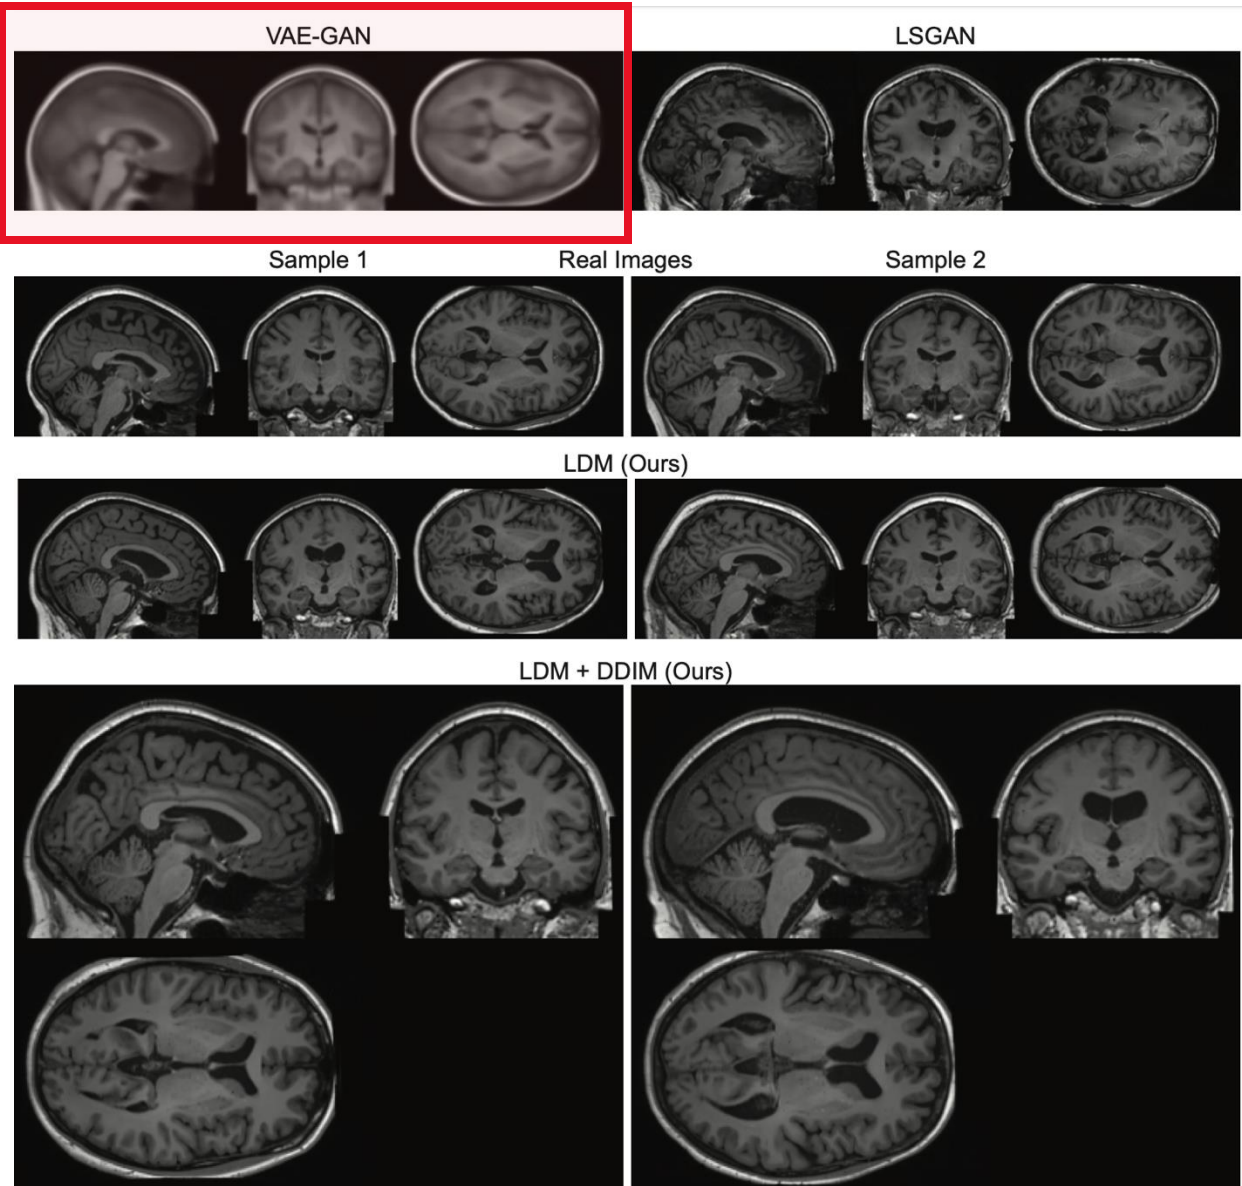 VAE-GAN
LSGAN
Sample 1
Real Images
Sample 2
LDM (Ours)
LDM + DDIM (Ours)